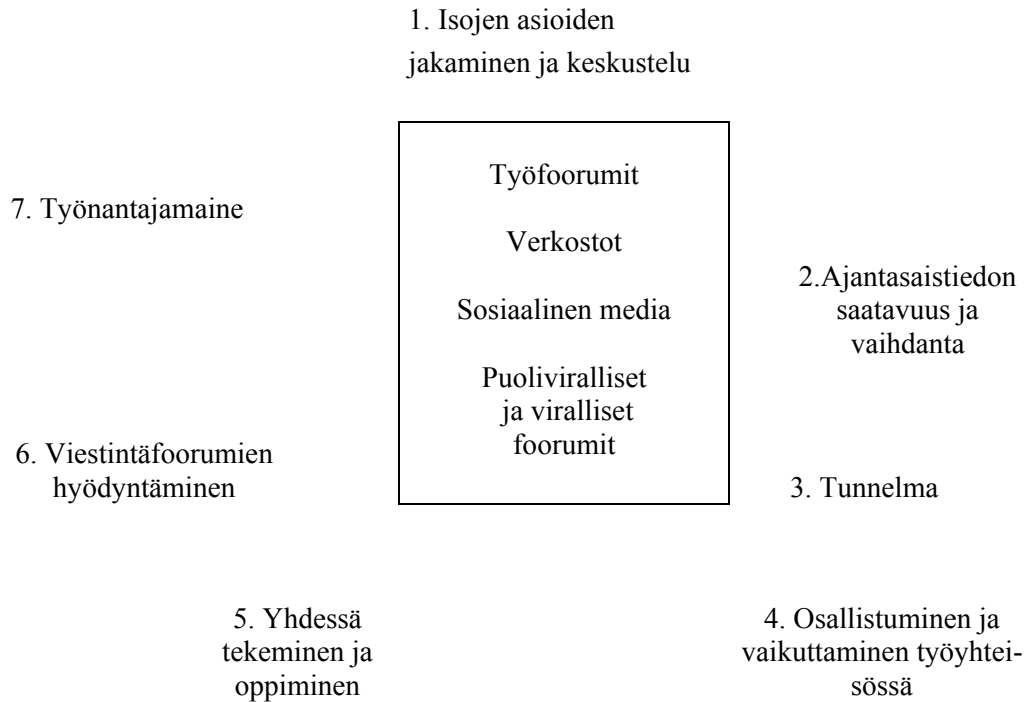 1. Isojen asioiden
jakaminen ja keskustelu
Työfoorumit
Verkostot
Sosiaalinen media
Puoliviralliset
ja viralliset
foorumit
2.Ajantasaistiedon
saatavuus ja
vaihdanta
3. Tunnelma
4. Osallistuminen ja
vaikuttaminen työyhtei-
sössä
5. Yhdessä
tekeminen ja
oppiminen
6. Viestintäfoorumien
hyödyntäminen
7. Työnantajamaine